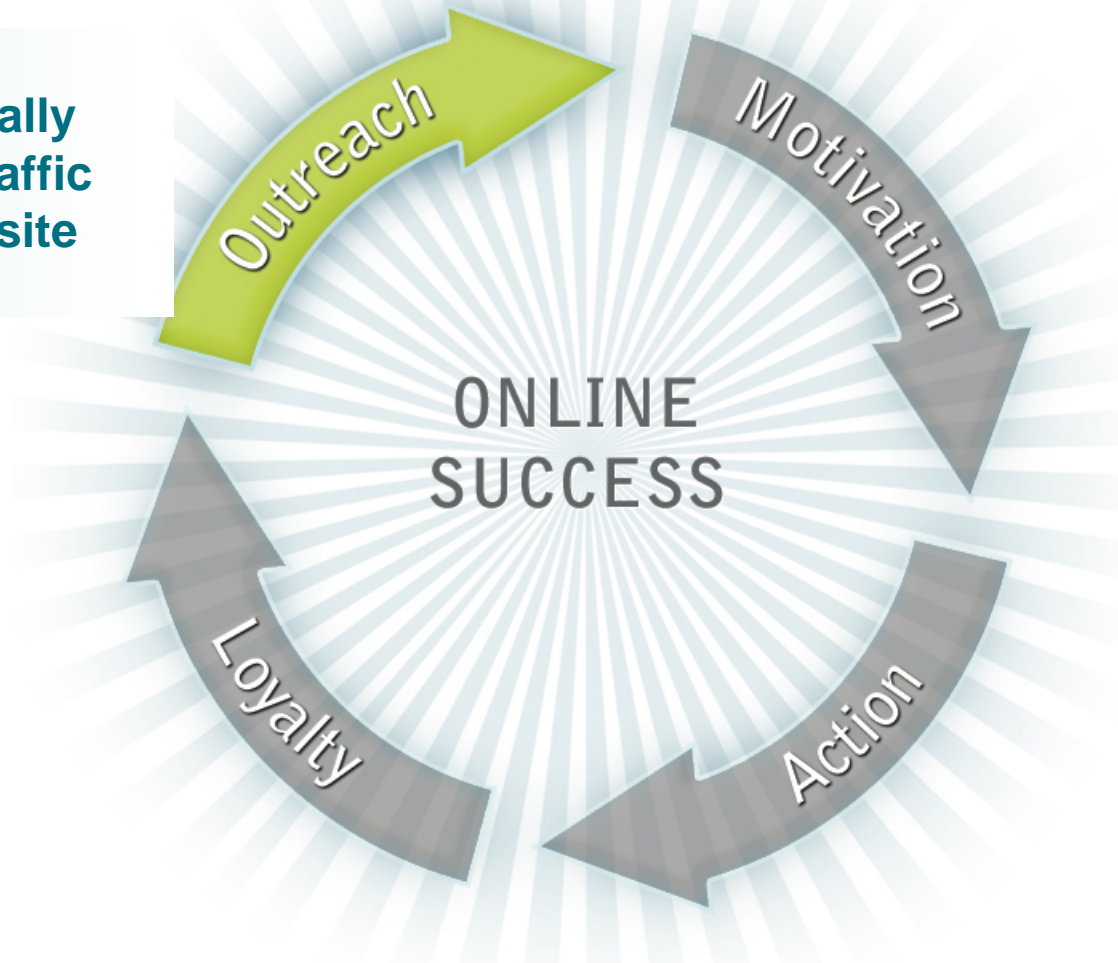 ally
affic
site
Outreach
Motivation
ONLINE
SUCCESS
Loyalty
Action